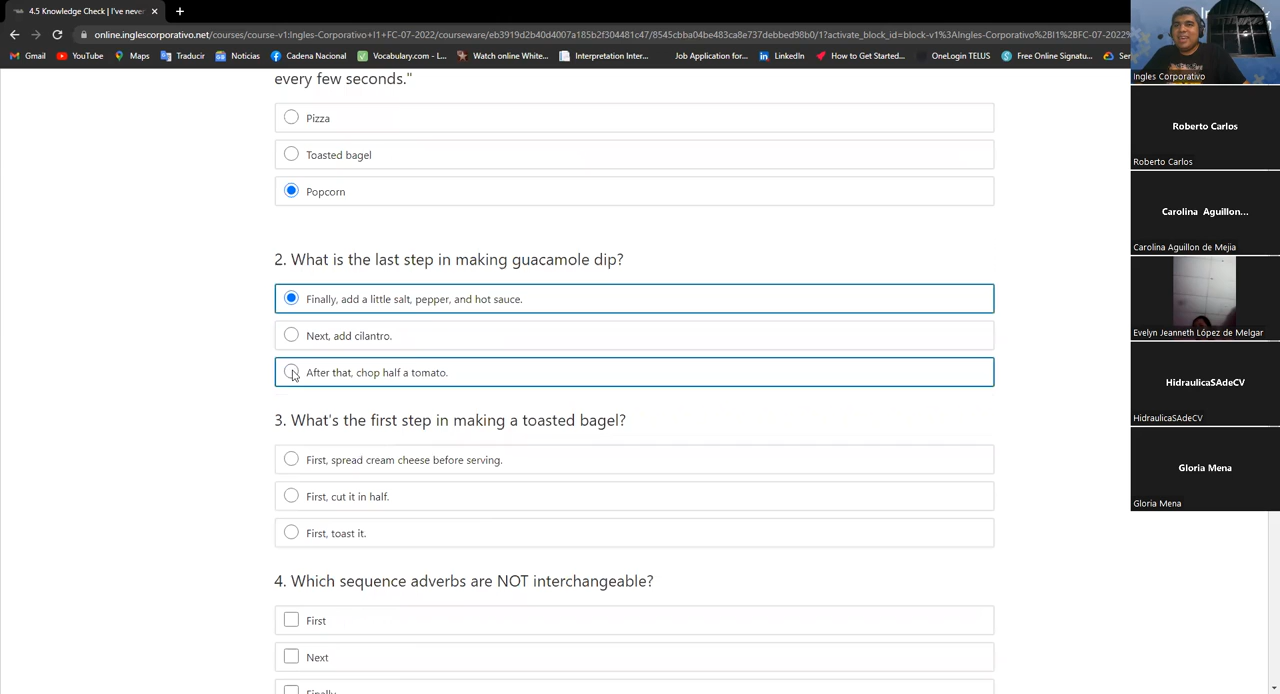 4.5 Knowledge Check | I've never
online.inglescorporativo.net/courses/course-v1:Ingles-Corporativo+I1+FC-07-2022/courseware/eb3919d2b40d4007a185b2f304481c47/8545cbba04be483ca8e737debbed98b0/1?activate_block_id=block-v1%3AIngles-Corporativo%2BI1%2BFC-07-2022%
Gmail YouTube Maps Traducir Noticias Cadena Nacional Vocabulary.com - L... Watch online White... Interpretation Inter... Job Application for... LinkedIn How to Get Started... OneLogin TELUS Free Online Signatu... Ser
every few seconds."
Pizza
Toasted bagel
Popcorn
2. What is the last step in making guacamole dip?
Finally, add a little salt, pepper, and hot sauce.
Next, add cilantro.
After that, chop half a tomato.
3. What's the first step in making a toasted bagel?
First, spread cream cheese before serving.
First, cut it in half.
First, toast it.
4. Which sequence adverbs are NOT interchangeable?
First
Next
Finally
Ingles Corporativo
Roberto Carlos
Roberto Carlos
Carolina Aguillon...
Carolina Aguillon de Mejia
Evelyn Jeanneth López de Melgar
HidraulicaSAdeCV
HidraulicaSAdeCV
Gloria Mena
Gloria Mena